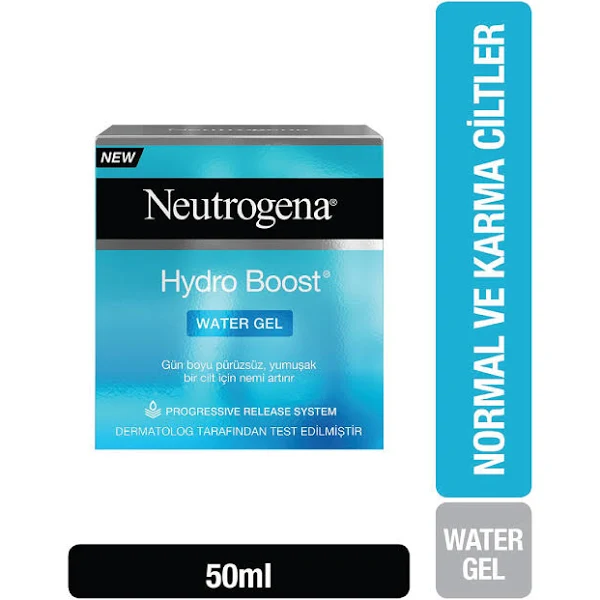 Neutrogena
NEW
Neutrogena®
Hydro Boost®
WATER GEL
Gün boyu pürüzsüz, yumuşak
bir cilt için nemi artırır
PROGRESSIVE RELEASE SYSTEM
DERMATOLOG TARAFINDAN TEST EDİLMİŞTİR
50ml
NORMAL VE KARMA CİLTLER
WATER
GEL